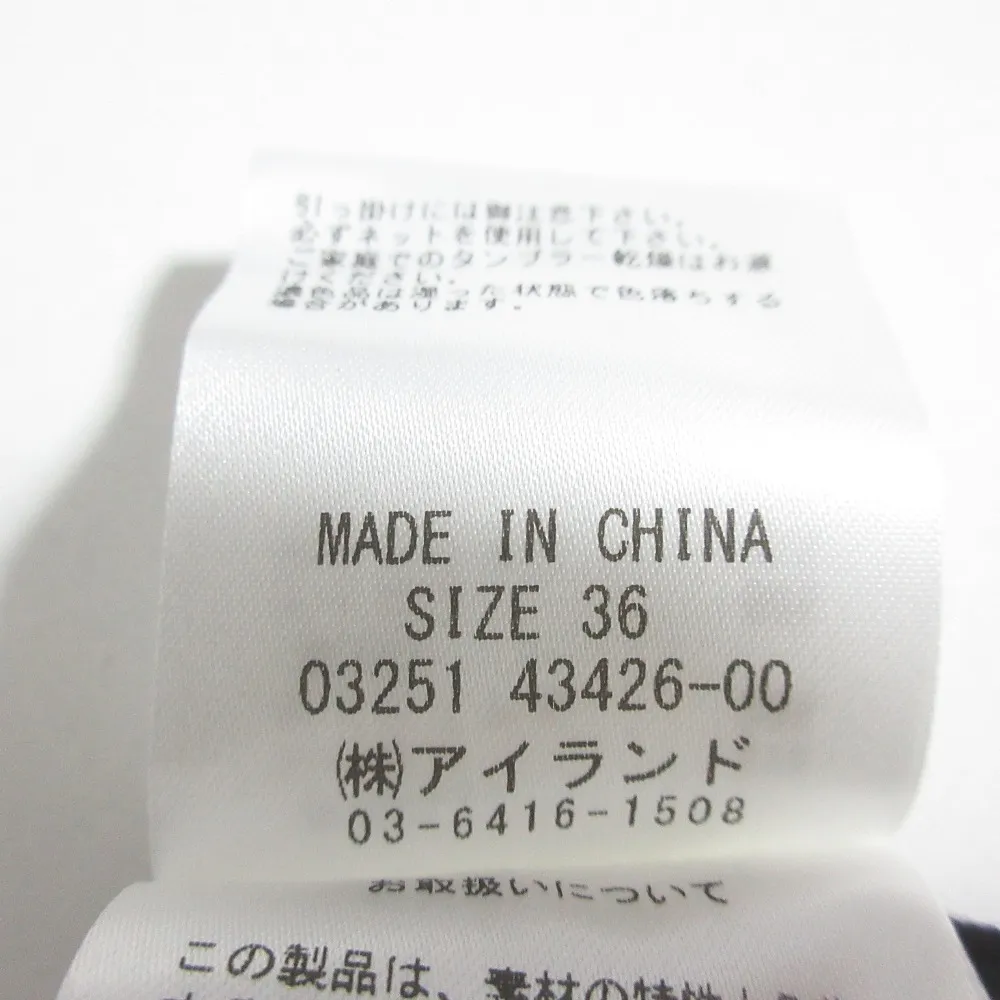 引っ掛けには御注意下さい。
必ずネットを使用して下さい。
ご家庭でのタンブラー乾燥はお避
けください。
濃色品は湿った状態で色落ちする
場合があります。
MADE IN CHINA
SIZE 36
03251 43426-00
㈱アイランド
03-6416-1508
お取扱いについて
この製品は、素材の特性